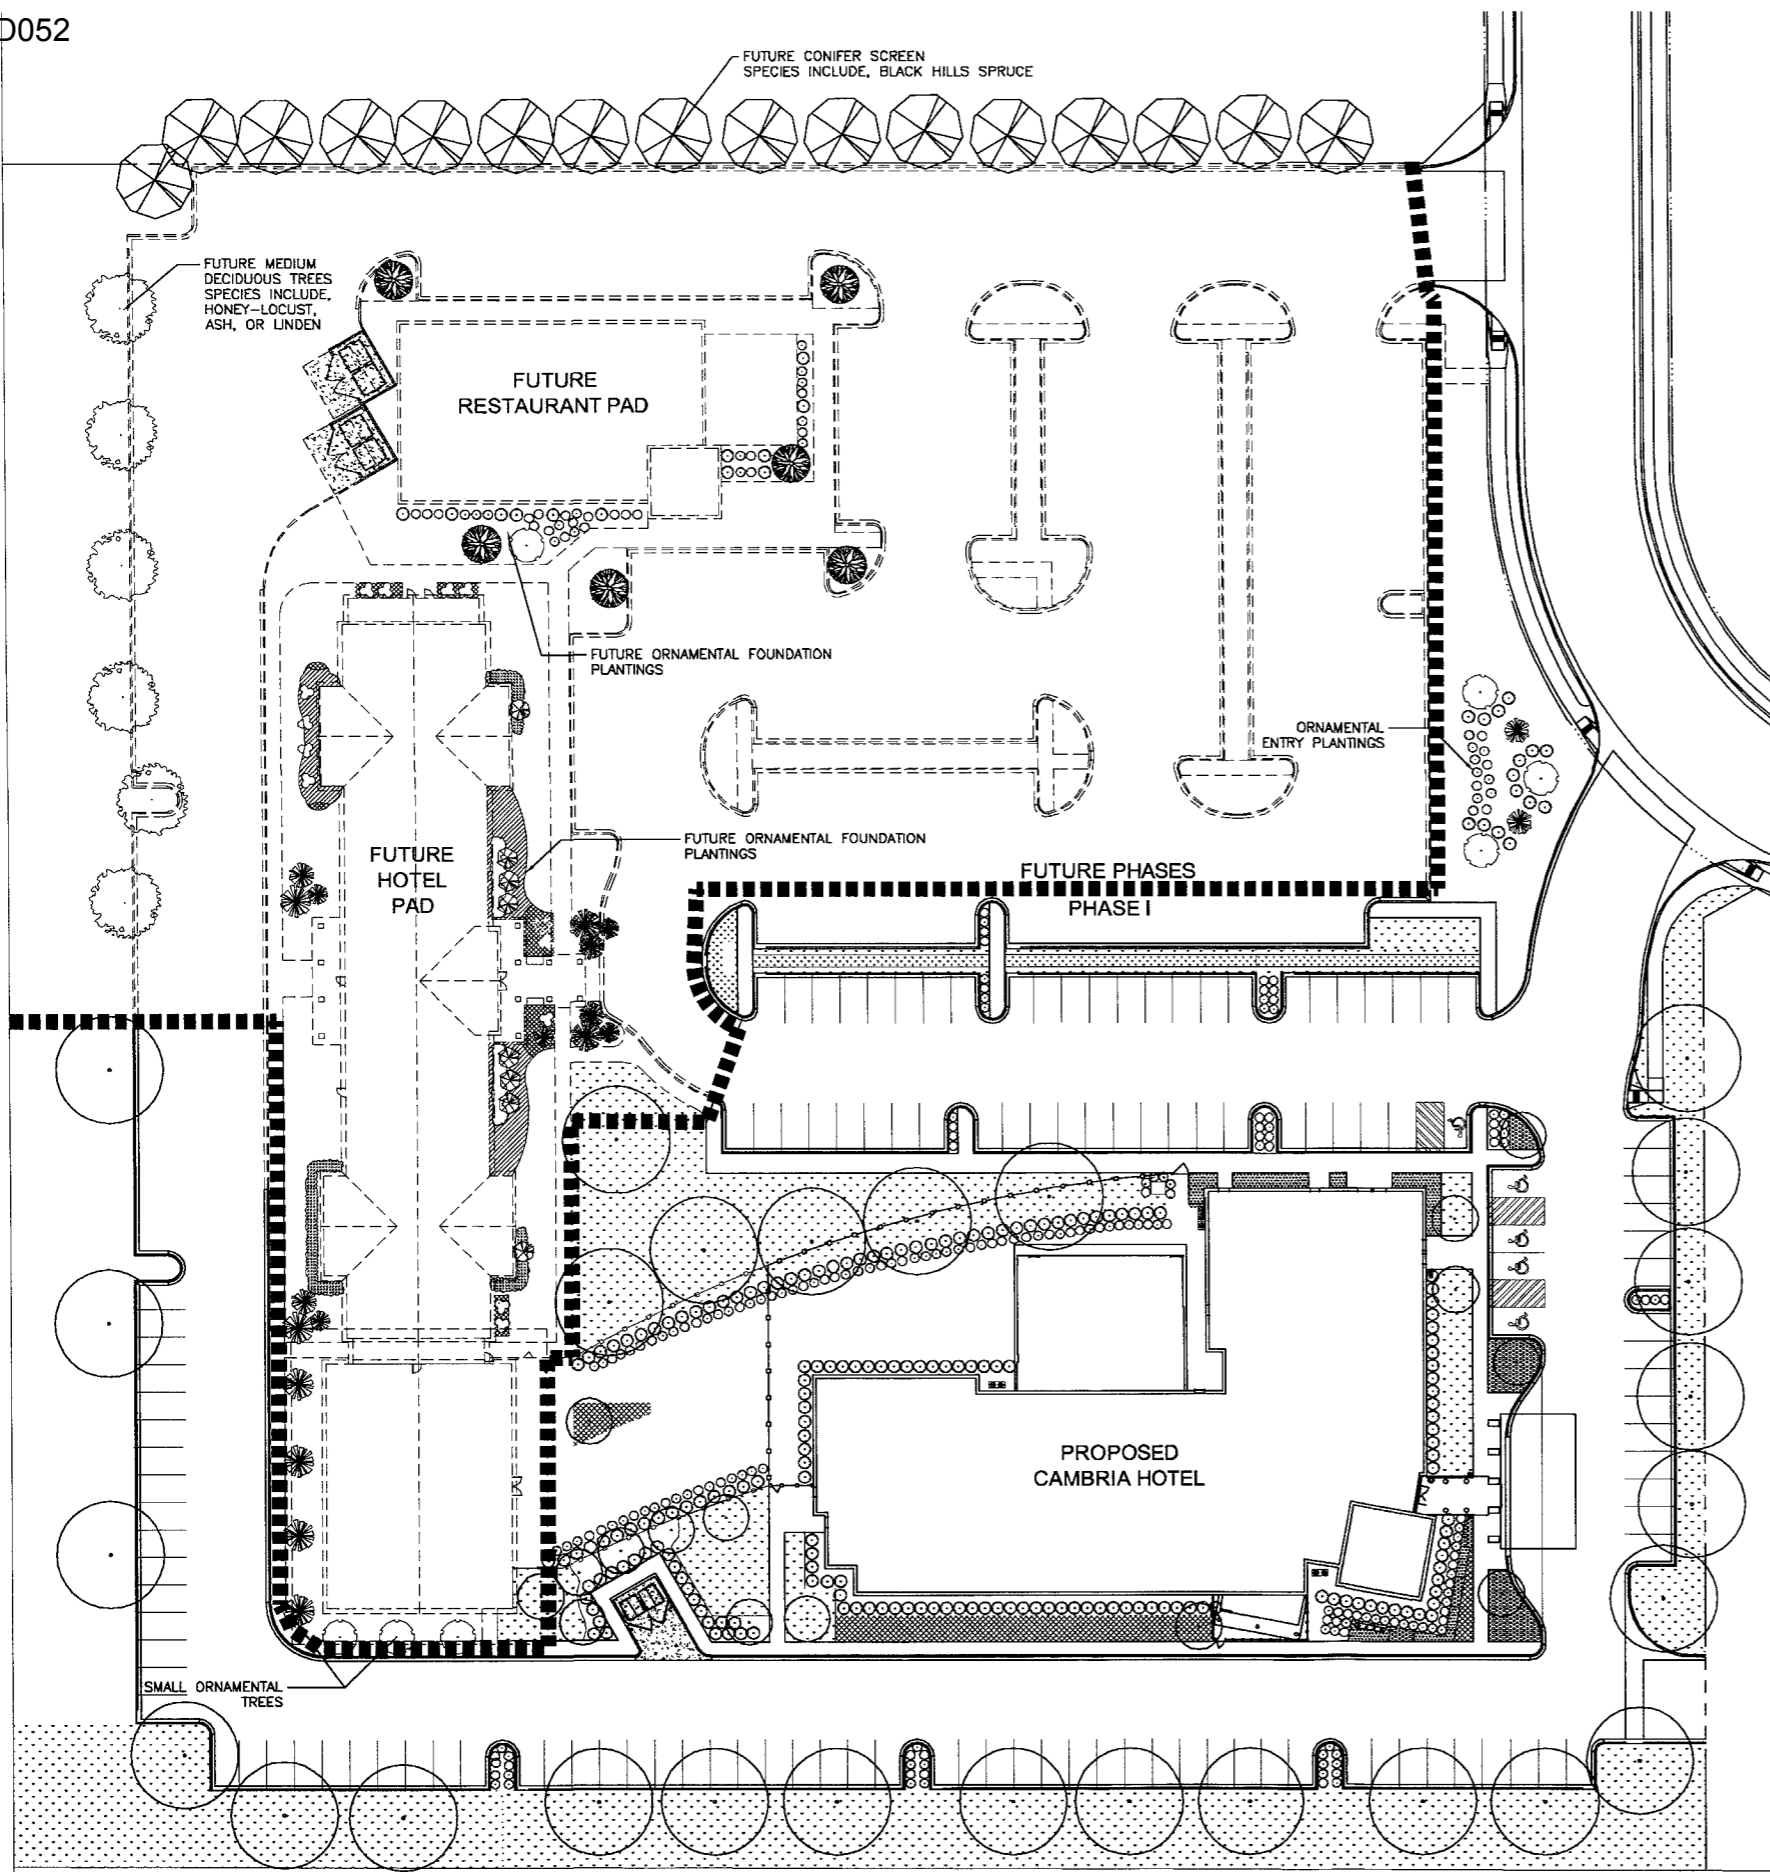 D052
FUTURE CONIFER SCREEN
SPECIES INCLUDE, BLACK HILLS SPRUCE
FUTURE MEDIUM
DECIDUOUS TREES
SPECIES INCLUDE,
HONEY-LOCUST,
ASH, OR LINDEN
FUTURE
RESTAURANT PAD
FUTURE ORNAMENTAL FOUNDATION
PLANTINGS
ORNAMENTAL
ENTRY PLANTINGS
FUTURE ORNAMENTAL FOUNDATION
PLANTINGS
FUTURE
HOTEL
PAD
FUTURE PHASES
PHASE I
PROPOSED
CAMBRIA HOTEL
SMALL ORNAMENTAL
TREES